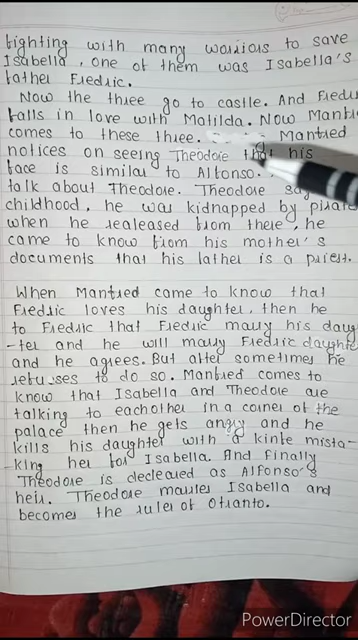 fighting with many worriors to save
Isabella, one of them was Isabella's
father Fredric.
Now the three go to castle. And
falls in love with Matilda. Now
comes to these three. Manfred
notices on seeing Theodore that his
face is similar to Alfonso.
talk about Theodore. Theodore
childhood, he was kidnapped by
when he realeased from there, he
came to know from his mother's
documents that his father is a priest.
When Manfred came to know that
Fredric loves his daughter, then he
to Fredric that Fredric marry his daug
-ter and he will marry Fredric daughte
and he agrees. But after sometimes he
refuses to do so. Manfred comes to
know that Isabella and Theodore are
talking to eachother in a corner of the
palace then he gets angry and he
kills his daughter with a kinfe mista-
-king her for Isabella. And finally
Theodore is decleared as Alfonso's
heir. Theodore marries Isabella and
becomes the ruler of Otranto.
PowerDirector